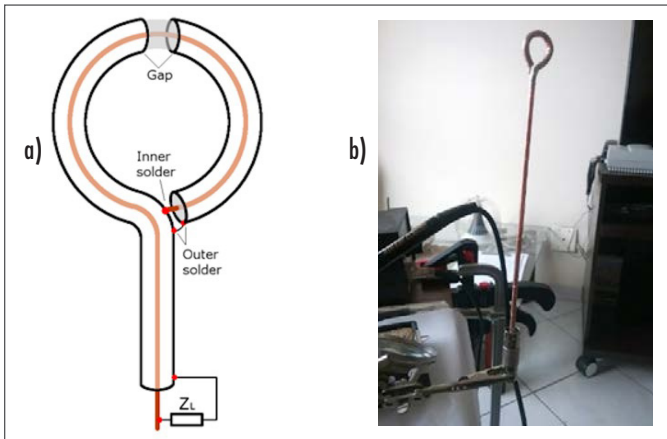 Gap
a)
Inner
solder
Outer
solder
ZL
b)